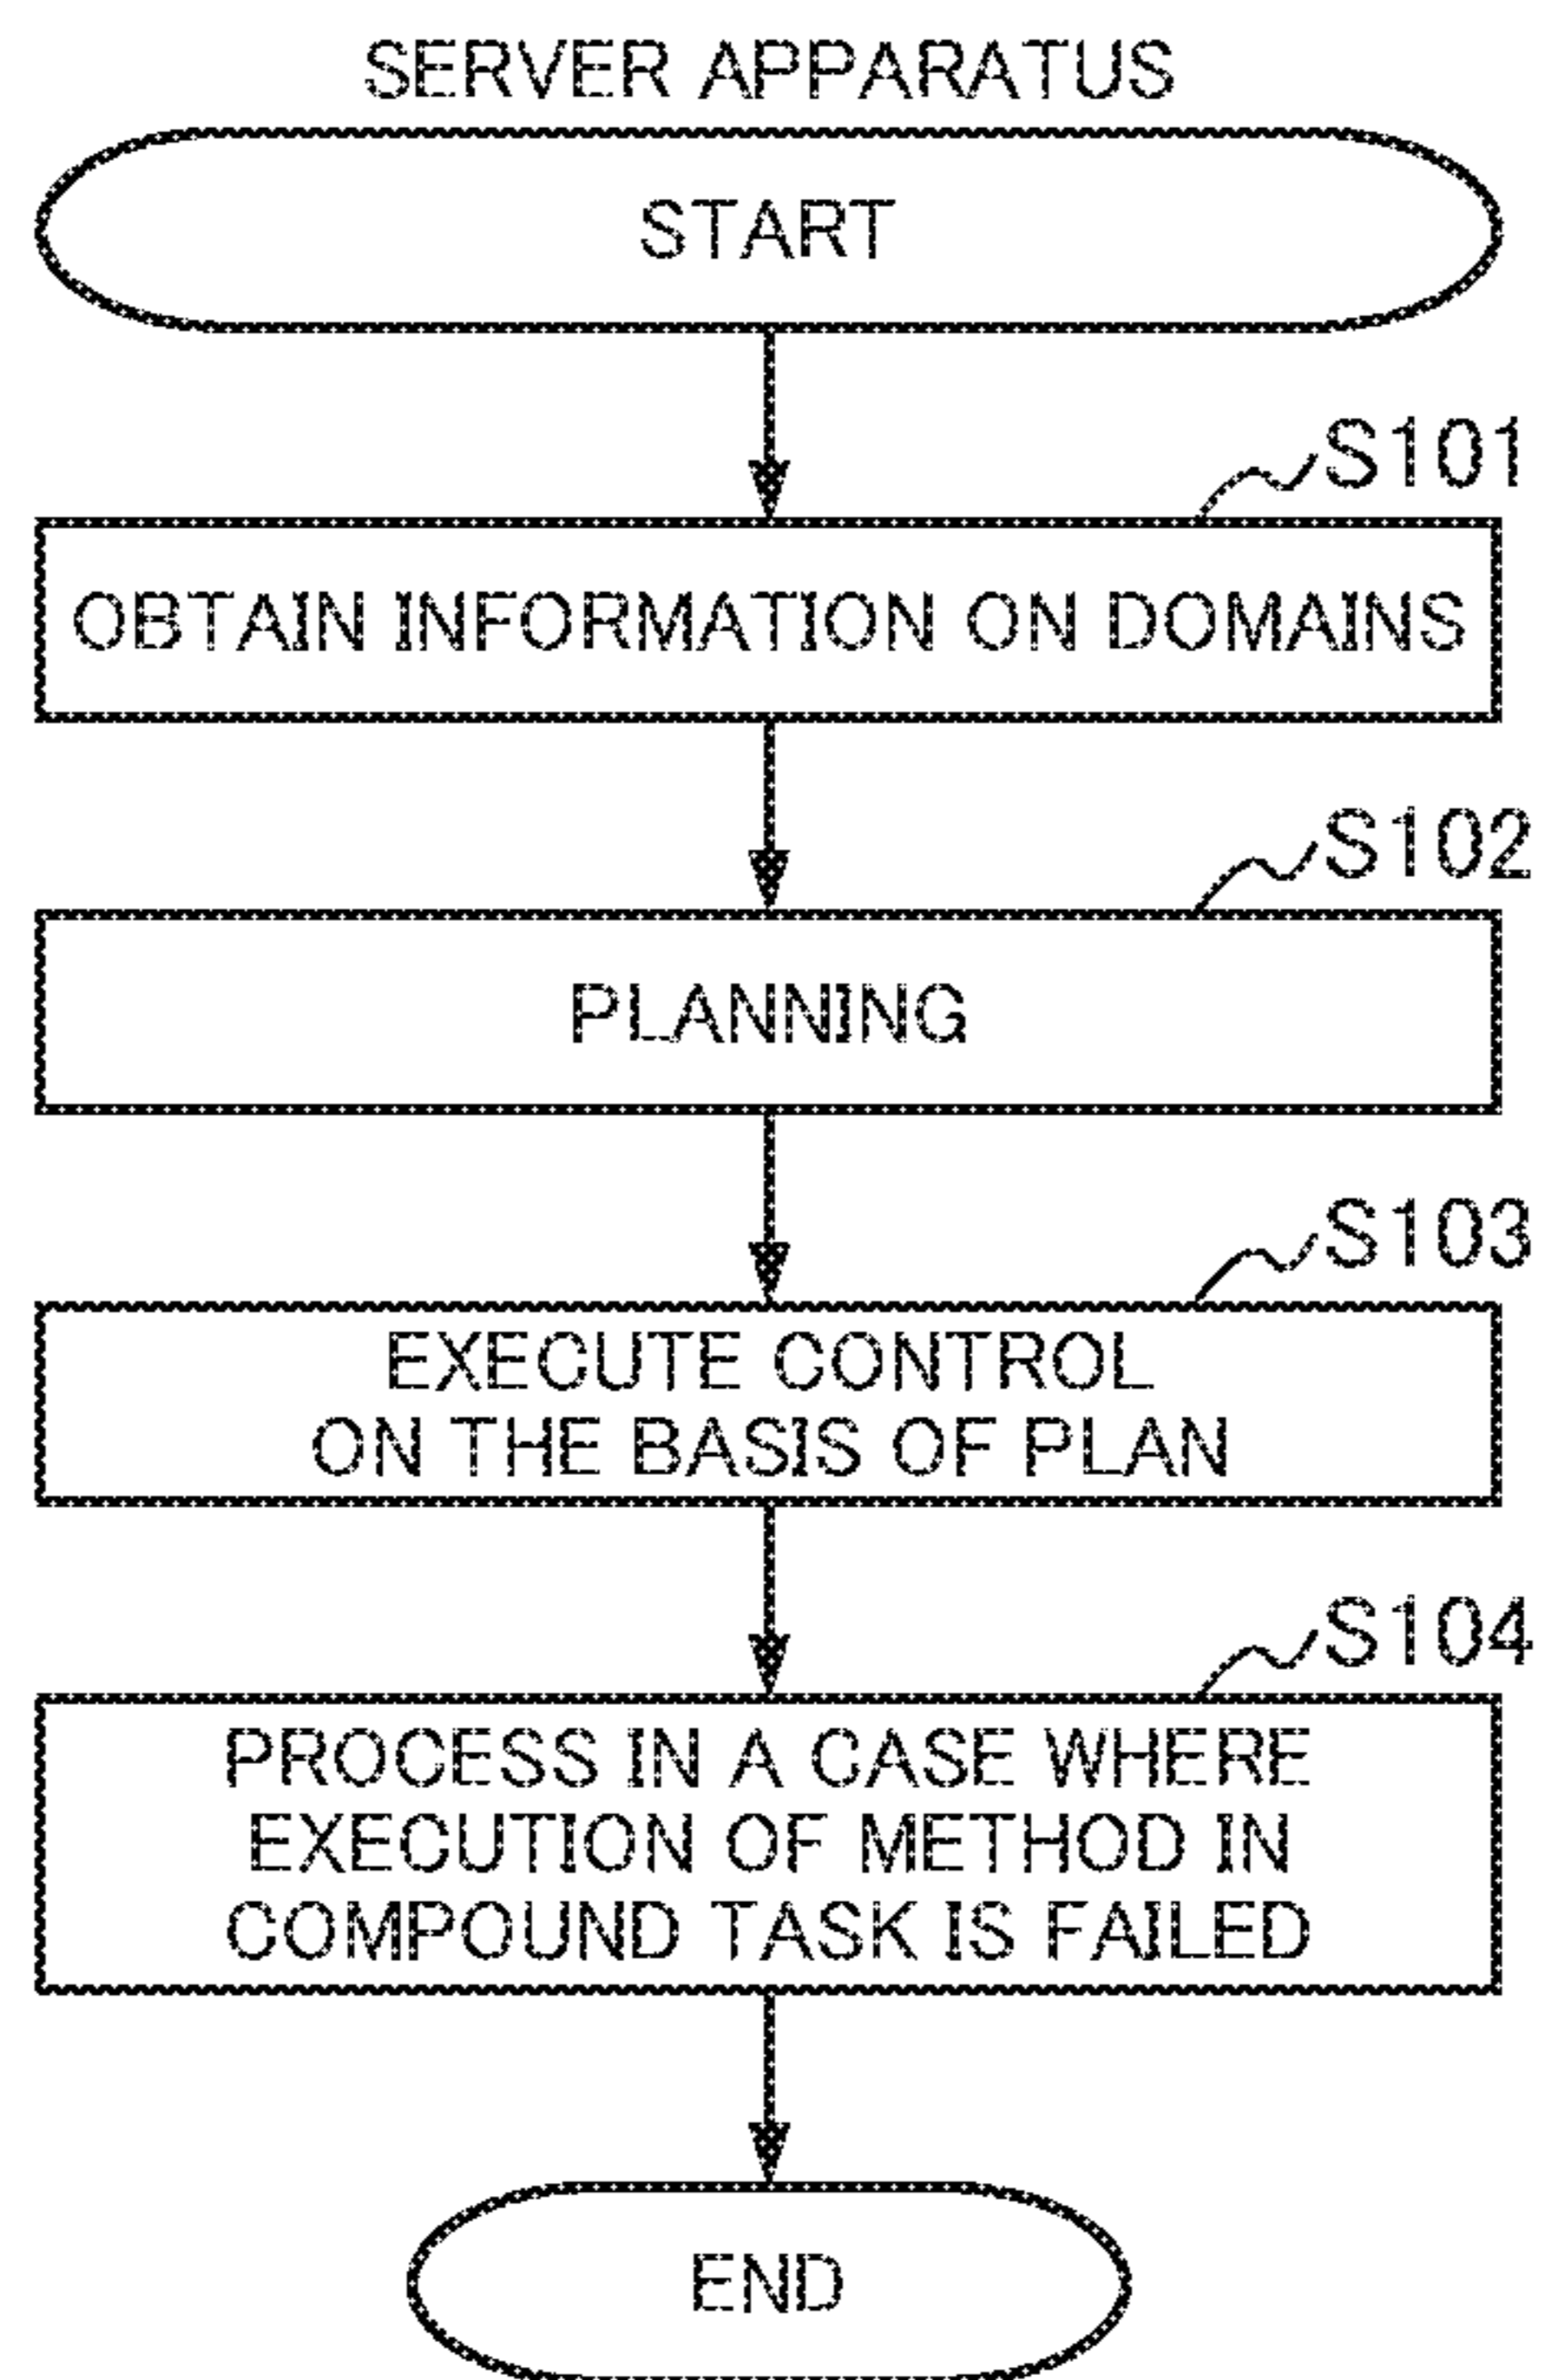 SERVER APPARATUS
START
S101
OBTAIN INFORMATION ON DOMAINS
S102
PLANNING
S103
EXECUTE CONTROL
ON THE BASIS OF PLAN
S104
PROCESS IN A CASE WHERE
EXECUTION OF METHOD IN
COMPOUND TASK IS FAILED
END